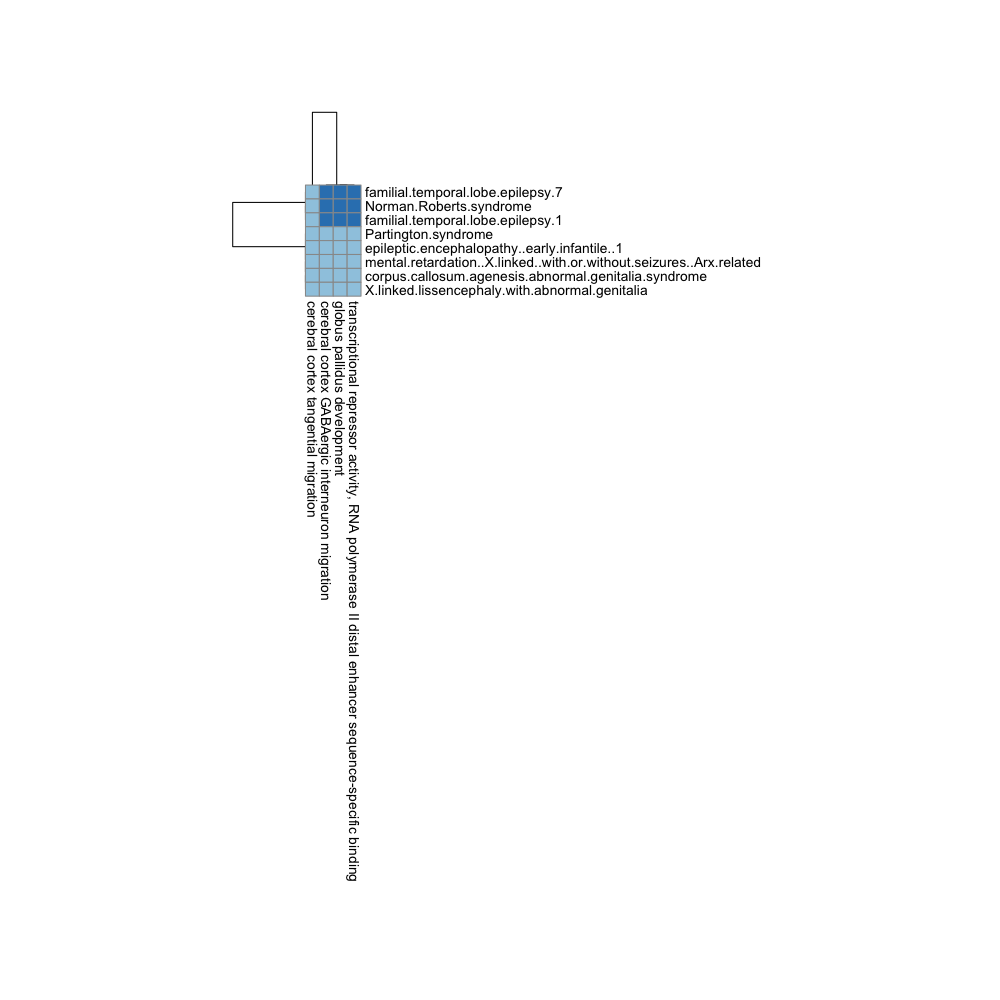 familial.temporal.lobe.epilepsy.7
Norman.Roberts.syndrome
familial.temporal.lobe.epilepsy.1
Partington.syndrome
epileptic.encephalopathy..early.infantile..1
mental.retardation..X.linked..with.or.without.seizures..Arx.related
corpus.callosum.agenesis.abnormal.genitalia.syndrome
X.linked.lissencephaly.with.abnormal.genitalia
cerebral cortex tangential migration
cerebral cortex GABAergic interneuron migration
globus pallidus development
transcriptional repressor activity, RNA polymerase II distal enhancer sequence-specific binding